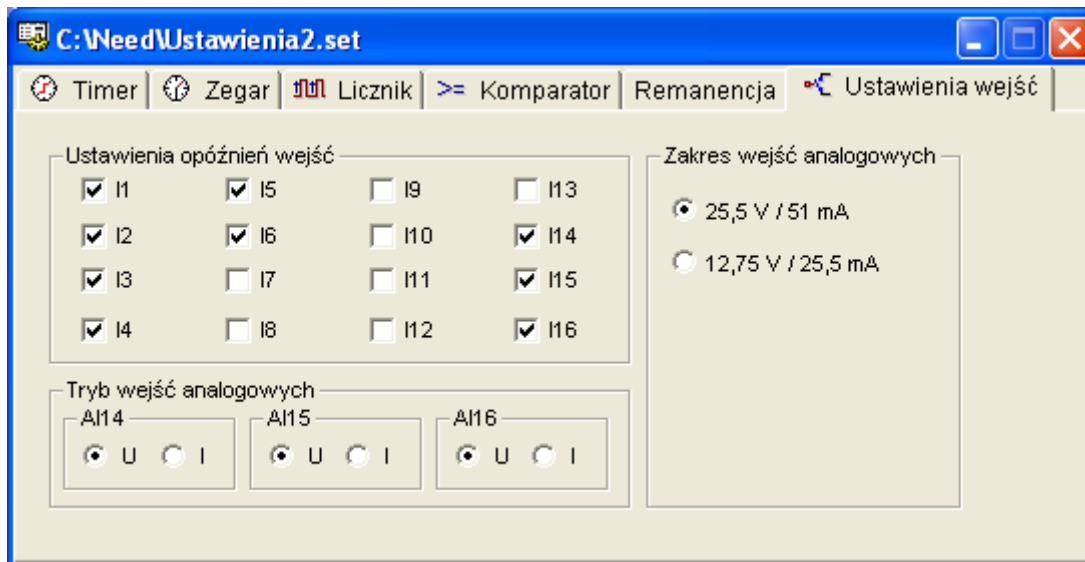 C:\Need\Ustawienia2.set
Timer Zegar Licznik >= Komparator Remanencja Ustawienia wejść
Ustawienia opóźnień wejść
I1 I5 I9 I13
I2 I6 I10 I14
I3 I7 I11 I15
I4 I8 I12 I16
Zakres wejść analogowych
25,5 V / 51 mA
12,75 V / 25,5 mA
Tryb wejść analogowych
AI14 AI15 AI16
U I U I U I